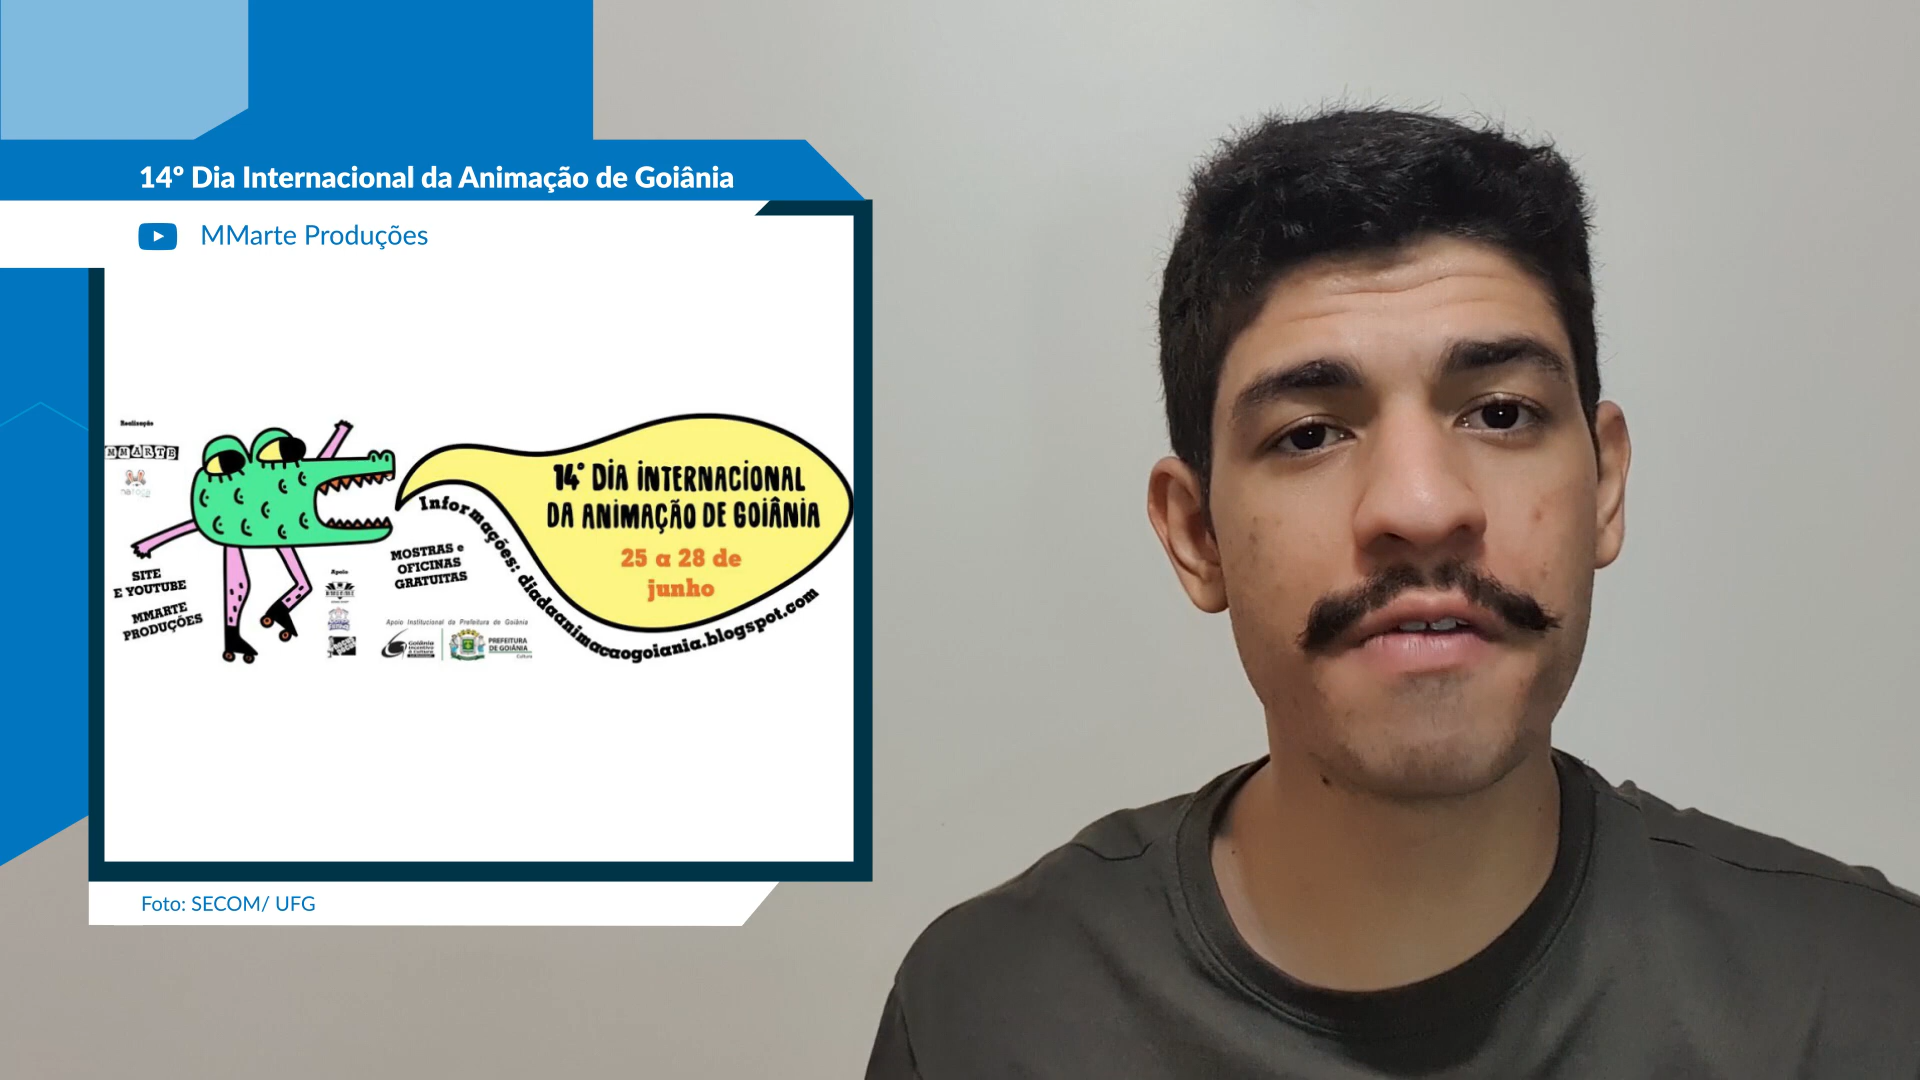 14º Dia Internacional da Animação de Goiânia
MMarte Produções
Realização
MMARTE
SITE
E YOUTUBE
MMARTE
PRODUÇÕES
Apoio
MOSTRAS e
OFICINAS
GRATUITAS
Informações: diadaanimacaogoiania.blogspot.com
14º DIA INTERNACIONAL
DA ANIMAÇÃO DE GOIÂNIA
25 a 28 de
junho
Apoio Institucional da Prefeitura de Goiânia
Goiânia
PREFEITURA
DE GOIÂNIA
Cultura
Foto: SECOM/ UFG